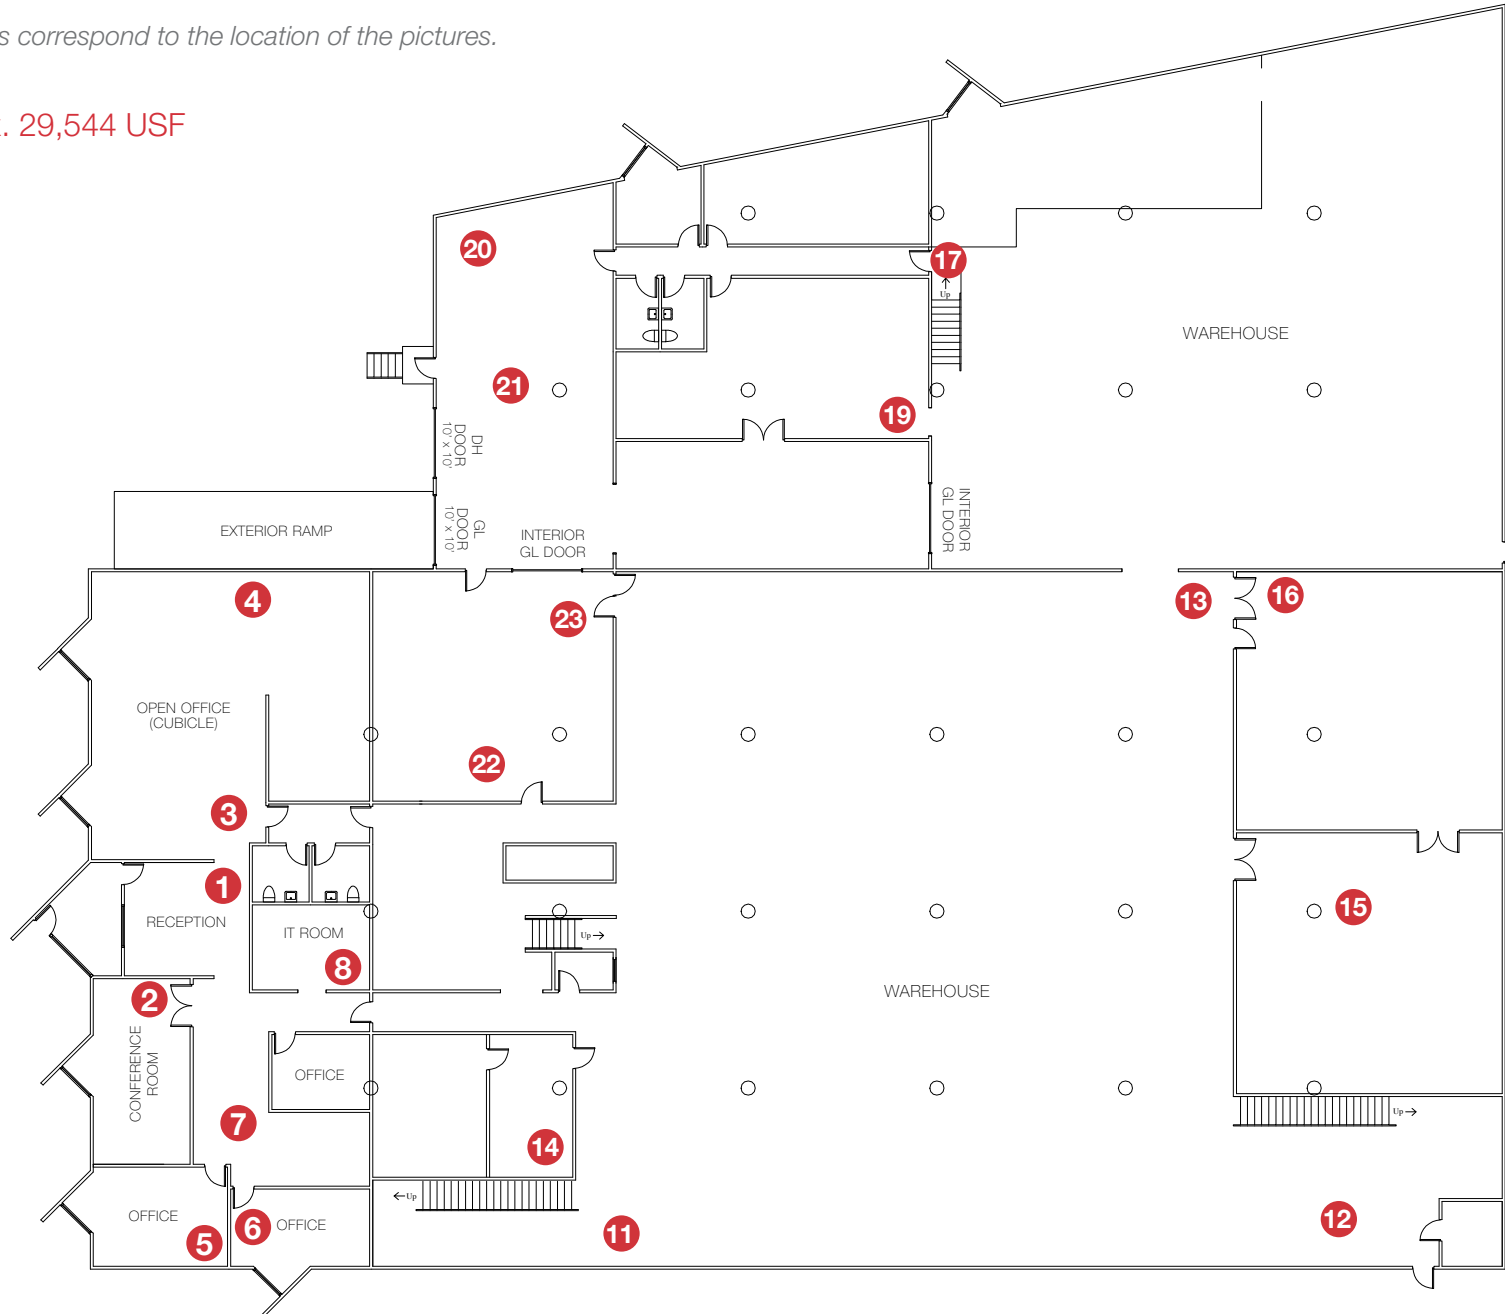 s correspond to the location of the pictures.
. 29,544 USF
20
17
Up
WAREHOUSE
21
19
DH
DOOR
10' x 10'
GL
DOOR
10' x 10'
EXTERIOR RAMP
INTERIOR
GL DOOR
INTERIOR
GL DOOR
4
23
13
16
OPEN OFFICE
(CUBICLE)
22
3
1
RECEPTION
IT ROOM
8
Up
15
2
WAREHOUSE
CONFERENCE
ROOM
OFFICE
7
14
Up
Up
OFFICE
5
6
OFFICE
11
12